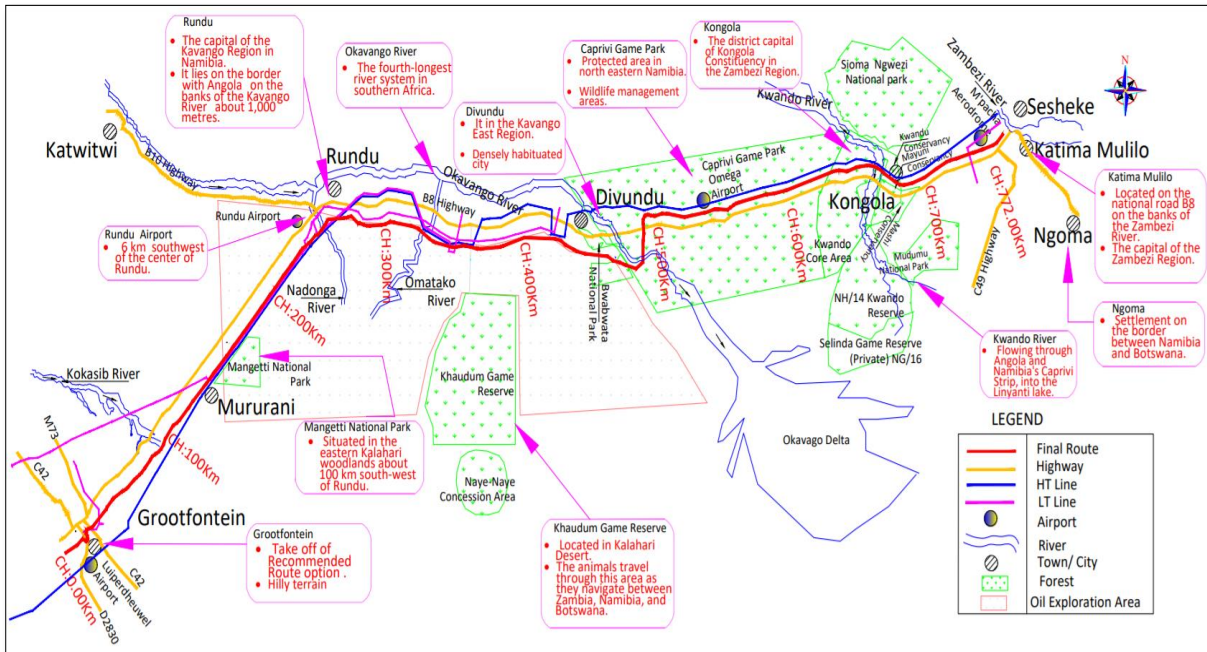 Rundu
• The capital of the
Kavango Region in
Namibia.
• It lies on the border
with Angola on the
banks of the Kavango
River about 1,000
metres.
Okavango River
• The fourth-longest
river system in
southern Africa.
Divundu
• It in the Kavango
East Region.
• Densely habituated
city
Caprivi Game Park
• Protected area in
north eastern Namibia.
• Wildlife management
areas.
Kongola
• The district capital
of Kongola
Constituency in
the Zambezi Region.
Sioma Ngwezi
National park
Kwando River
Zambezi River
M'pacha
Aerodrom
Sesheke
Katima Mulilo
Katwitwi
B10 Highway
Rundu
Okavango River
B8 Highway
Rundu Airport
Divundu
Caprivi Game Park
Omega
Airport
Kwandu
Conservancy
Mayuni
Conservancy
Kongola
Mashi
Conservancy
Kwando
Core Area
Mudumu
National Park
NH/14 Kwando
Reserve
Selinda Game Reserve
(Private) NG/16
C49 Highway
Ngoma
Katima Mulilo
• Located on the
national road B8
on the banks of
the Zambezi
River.
• The capital of the
Zambezi Region.
Rundu Airport
• 6 km southwest
of the center of
Rundu.
Nadonga
River
Omatako
River
Bwabwata
National Park
CH:0.00Km
CH:100Km
CH:200Km
CH:300Km
CH:400Km
CH:500Km
CH:600Km
CH:700Km
CH:772.00Km
Ngoma
• Settlement on
the border
between Namibia
and Botswana.
Kwando River
• Flowing through
Angola and
Namibia's Caprivi
Strip, into the
Linyanti lake.
Kokasib River
Mangetti National
Park
Mururani
Khaudum Game
Reserve
Okavago Delta
Mangetti National Park
• Situated in the
eastern Kalahari
woodlands about
100 km south-west
of Rundu.
Naye-Naye
Concession Area
M73
C42
Grootfontein
Airport
Luiperdheuwel
C42
D2830
Grootfontein
• Take off of
Recommended
Route option .
• Hilly terrain
Khaudum Game Reserve
• Located in Kalahari
Desert.
• The animals travel
through this area as
they navigate between
Zambia, Namibia, and
Botswana.
LEGEND
Final Route
Highway
HT Line
LT Line
Airport
River
Town/ City
Forest
Oil Exploration Area